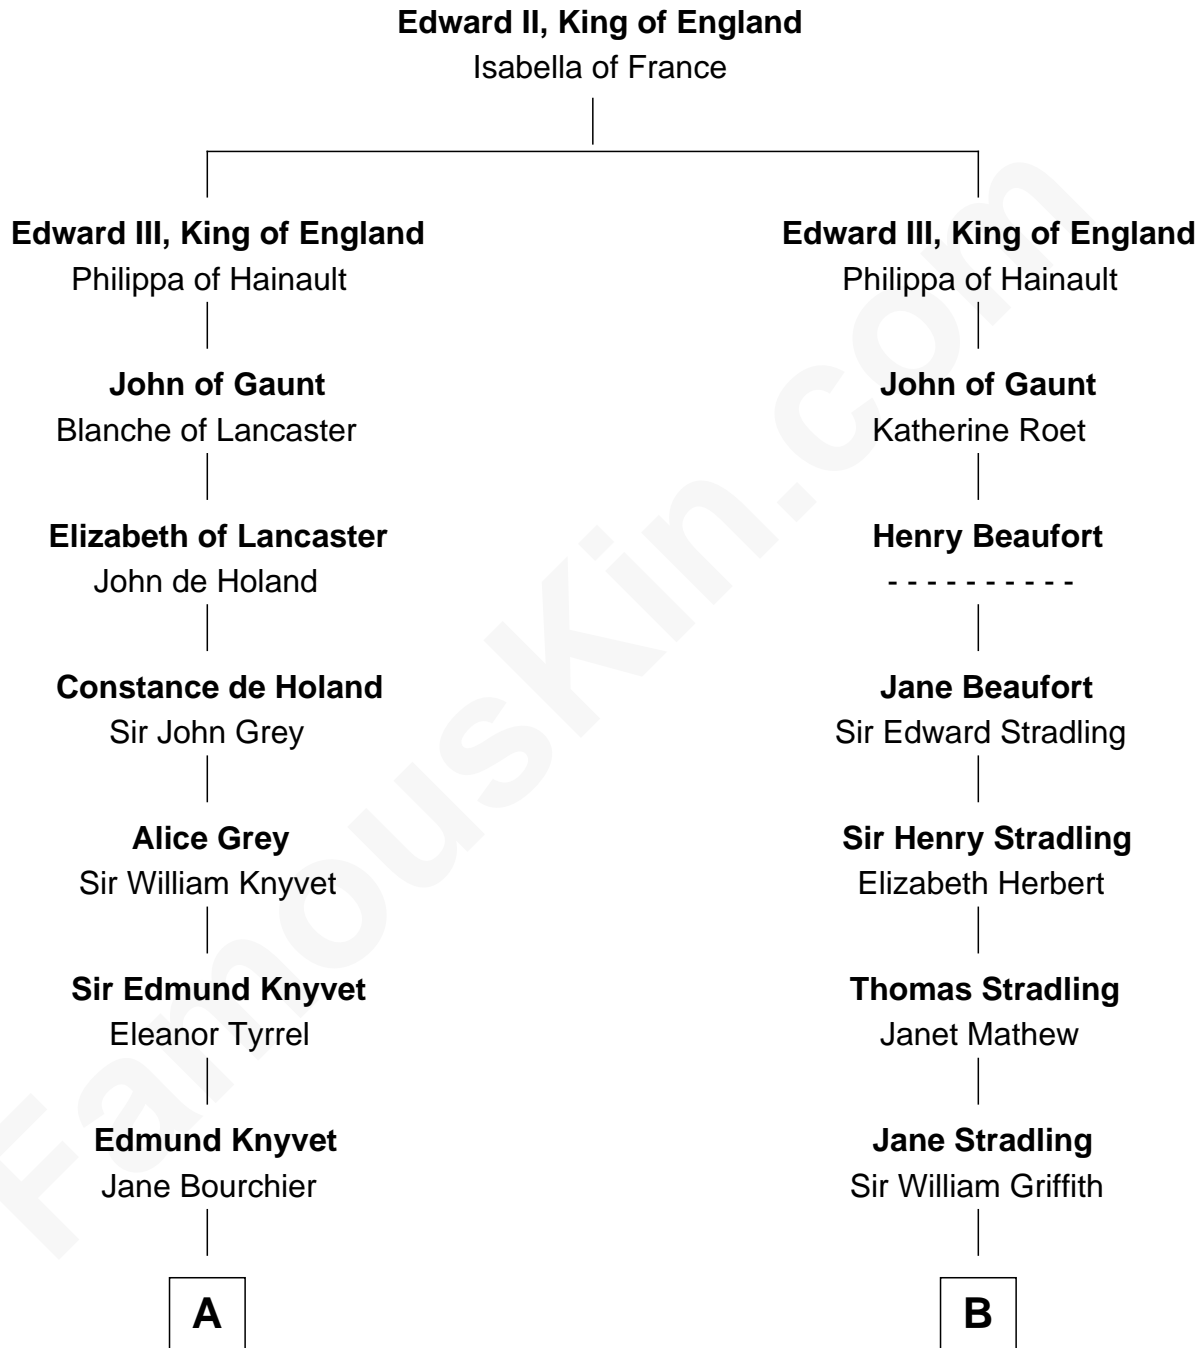 Edward II, King of England
Isabella of France
Edward III, King of England
Philippa of Hainault
Edward III, King of England
Philippa of Hainault
John of Gaunt
Blanche of Lancaster
John of Gaunt
Katherine Roet
Elizabeth of Lancaster
John de Holand
Henry Beaufort
- - - - - - - - - -
Constance de Holand
Sir John Grey
Jane Beaufort
Sir Edward Stradling
Alice Grey
Sir William Knyvet
Sir Henry Stradling
Elizabeth Herbert
Sir Edmund Knyvet
Eleanor Tyrrel
Thomas Stradling
Janet Mathew
Edmund Knyvet
Jane Bourchier
Jane Stradling
Sir William Griffith
A
B
FamousKin.com